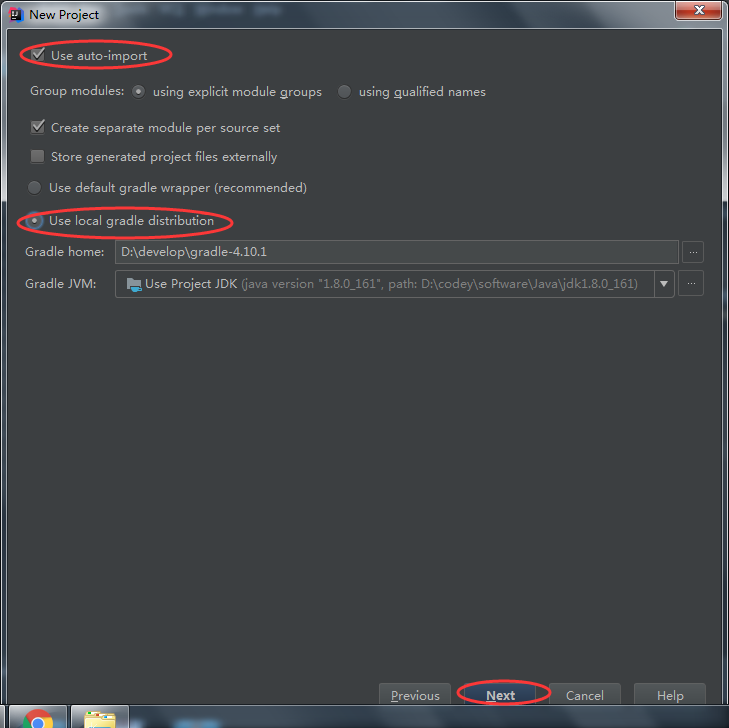 New Project
Use auto-import
Group modules: using explicit module groups using qualified names
Create separate module per source set
Store generated project files externally
Use default gradle wrapper (recommended)
Use local gradle distribution
Gradle home: D:\develop\gradle-4.10.1 ...
Gradle JVM: Use Project JDK (java version "1.8.0_161", path: D:\codey\software\Java\jdk1.8.0_161) ...
Previous Next Cancel Help